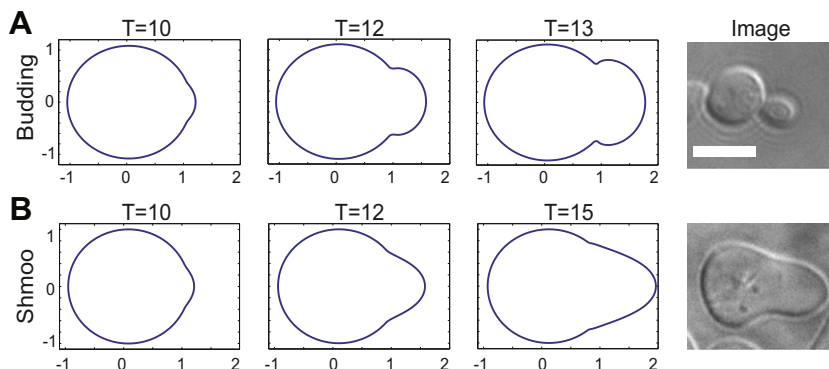 A
T=10 T=12 T=13 Image
Budding
1
0
-1
-1 0 1 2 -1 0 1 2 -1 0 1 2
B
T=10 T=12 T=15
Shmoo
1
0
-1
-1 0 1 2 -1 0 1 2 -1 0 1 2